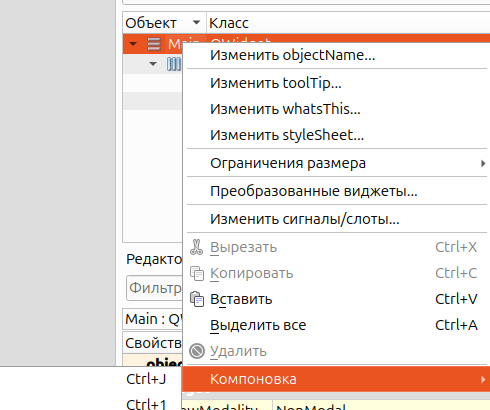 Объект Класс
Main QWidget
Изменить objectName...
Изменить toolTip...
Изменить whatsThis...
Изменить styleSheet...
Ограничения размера
Преобразованные виджеты...
Изменить сигналы/слоты...
Вырезать Ctrl+X
Копировать Ctrl+C
Редакто
Вставить Ctrl+V
Фильтр
Выделить все Ctrl+A
Main : QW
Удалить
Свойств
Компоновка
Ctrl+J
Ctrl+1
NonModal